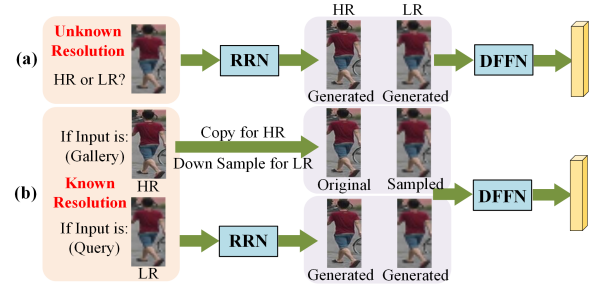 HR LR
Unknown
Resolution
(a)
HR or LR?
RRN
DFFN
Generated Generated
If Input is:
(Gallery)
Copy for HR
Down Sample for LR
HR
Original Sampled
(b)
Known
Resolution
DFFN
If Input is:
(Query)
RRN
LR
Generated Generated